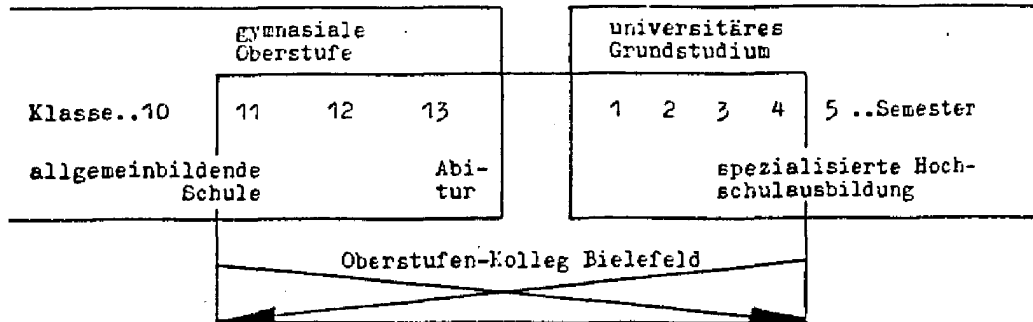 gymnasiale
Oberstufe
universitäres
Grundstudium
Klasse..10 11 12 13
1 2 3 4 5 ..Semester
allgemeinbildende
Schule
Abi-
tur
spezialisierte Hoch-
schulausbildung
Oberstufen-Kolleg Bielefeld